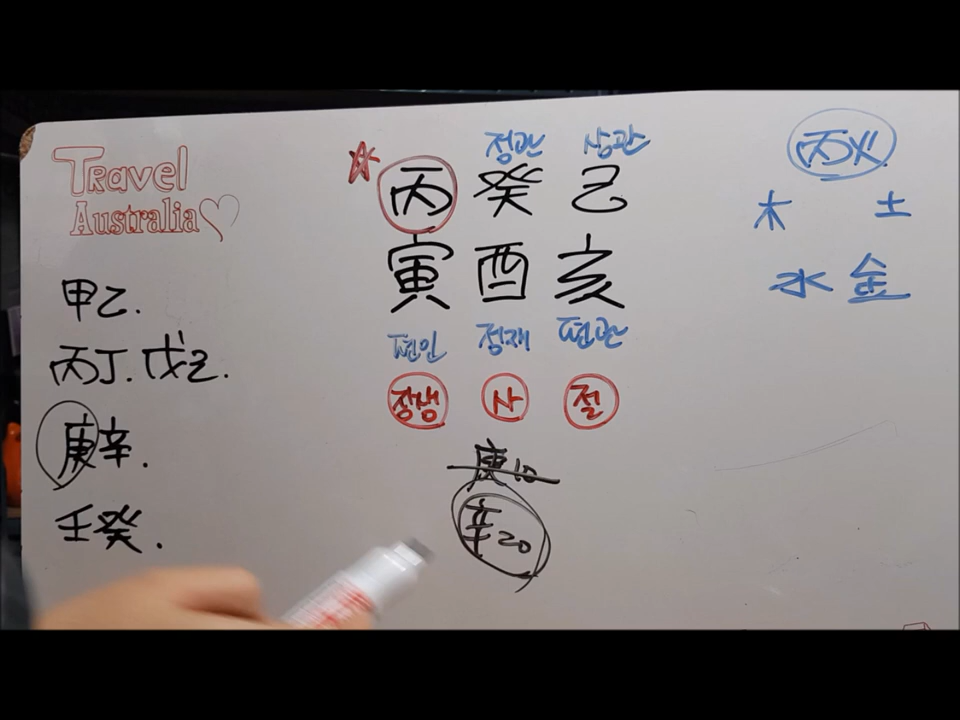 Travel
Australia
甲乙.
丙丁.戊己.
庚辛.
壬癸.
정관 상관
丙 癸 己
寅 酉 亥
편인 정재 편관
장생 사 절
庚10
辛20
丙火
木 土
水 金